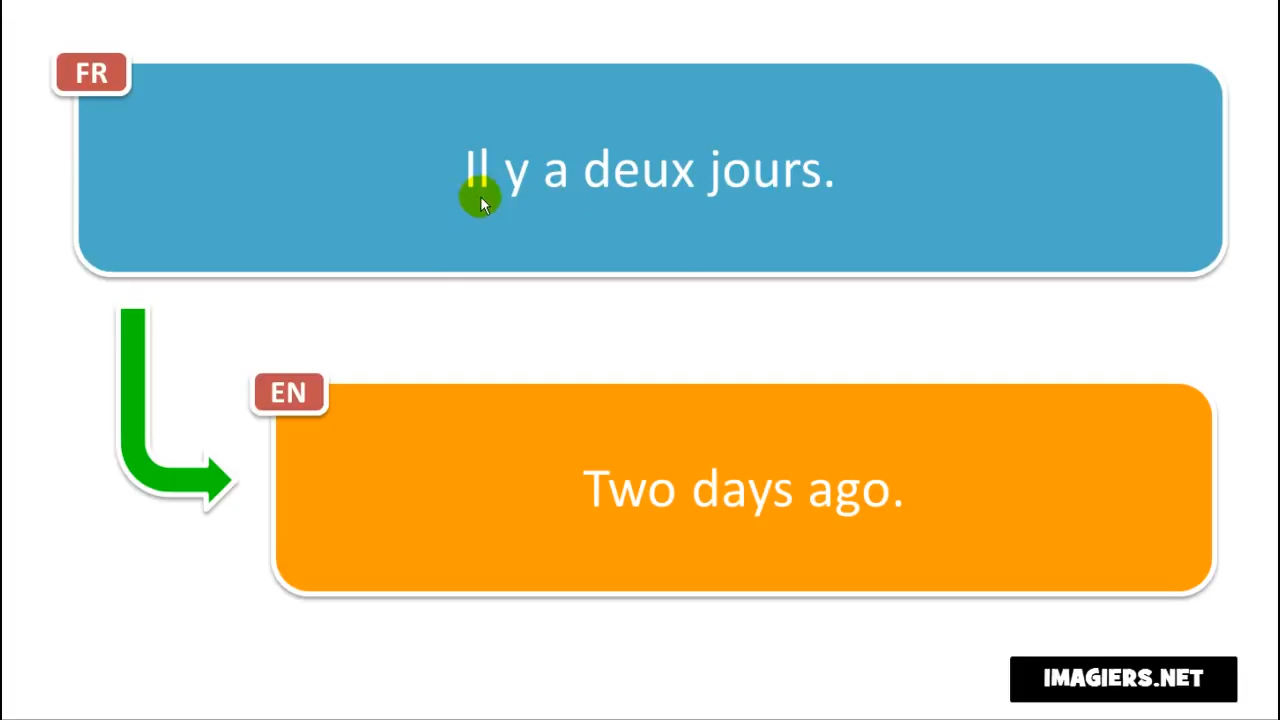 FR
Il y a deux jours.
EN
Two days ago.
IMAGIERS.NET